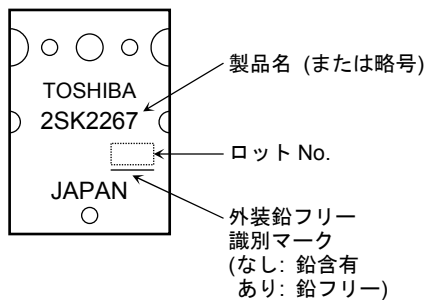 TOSHIBA
2SK2267
JAPAN
製品名 (または略号)
ロット No.
外装鉛フリー
識別マーク
(なし: 鉛含有
あり: 鉛フリー)